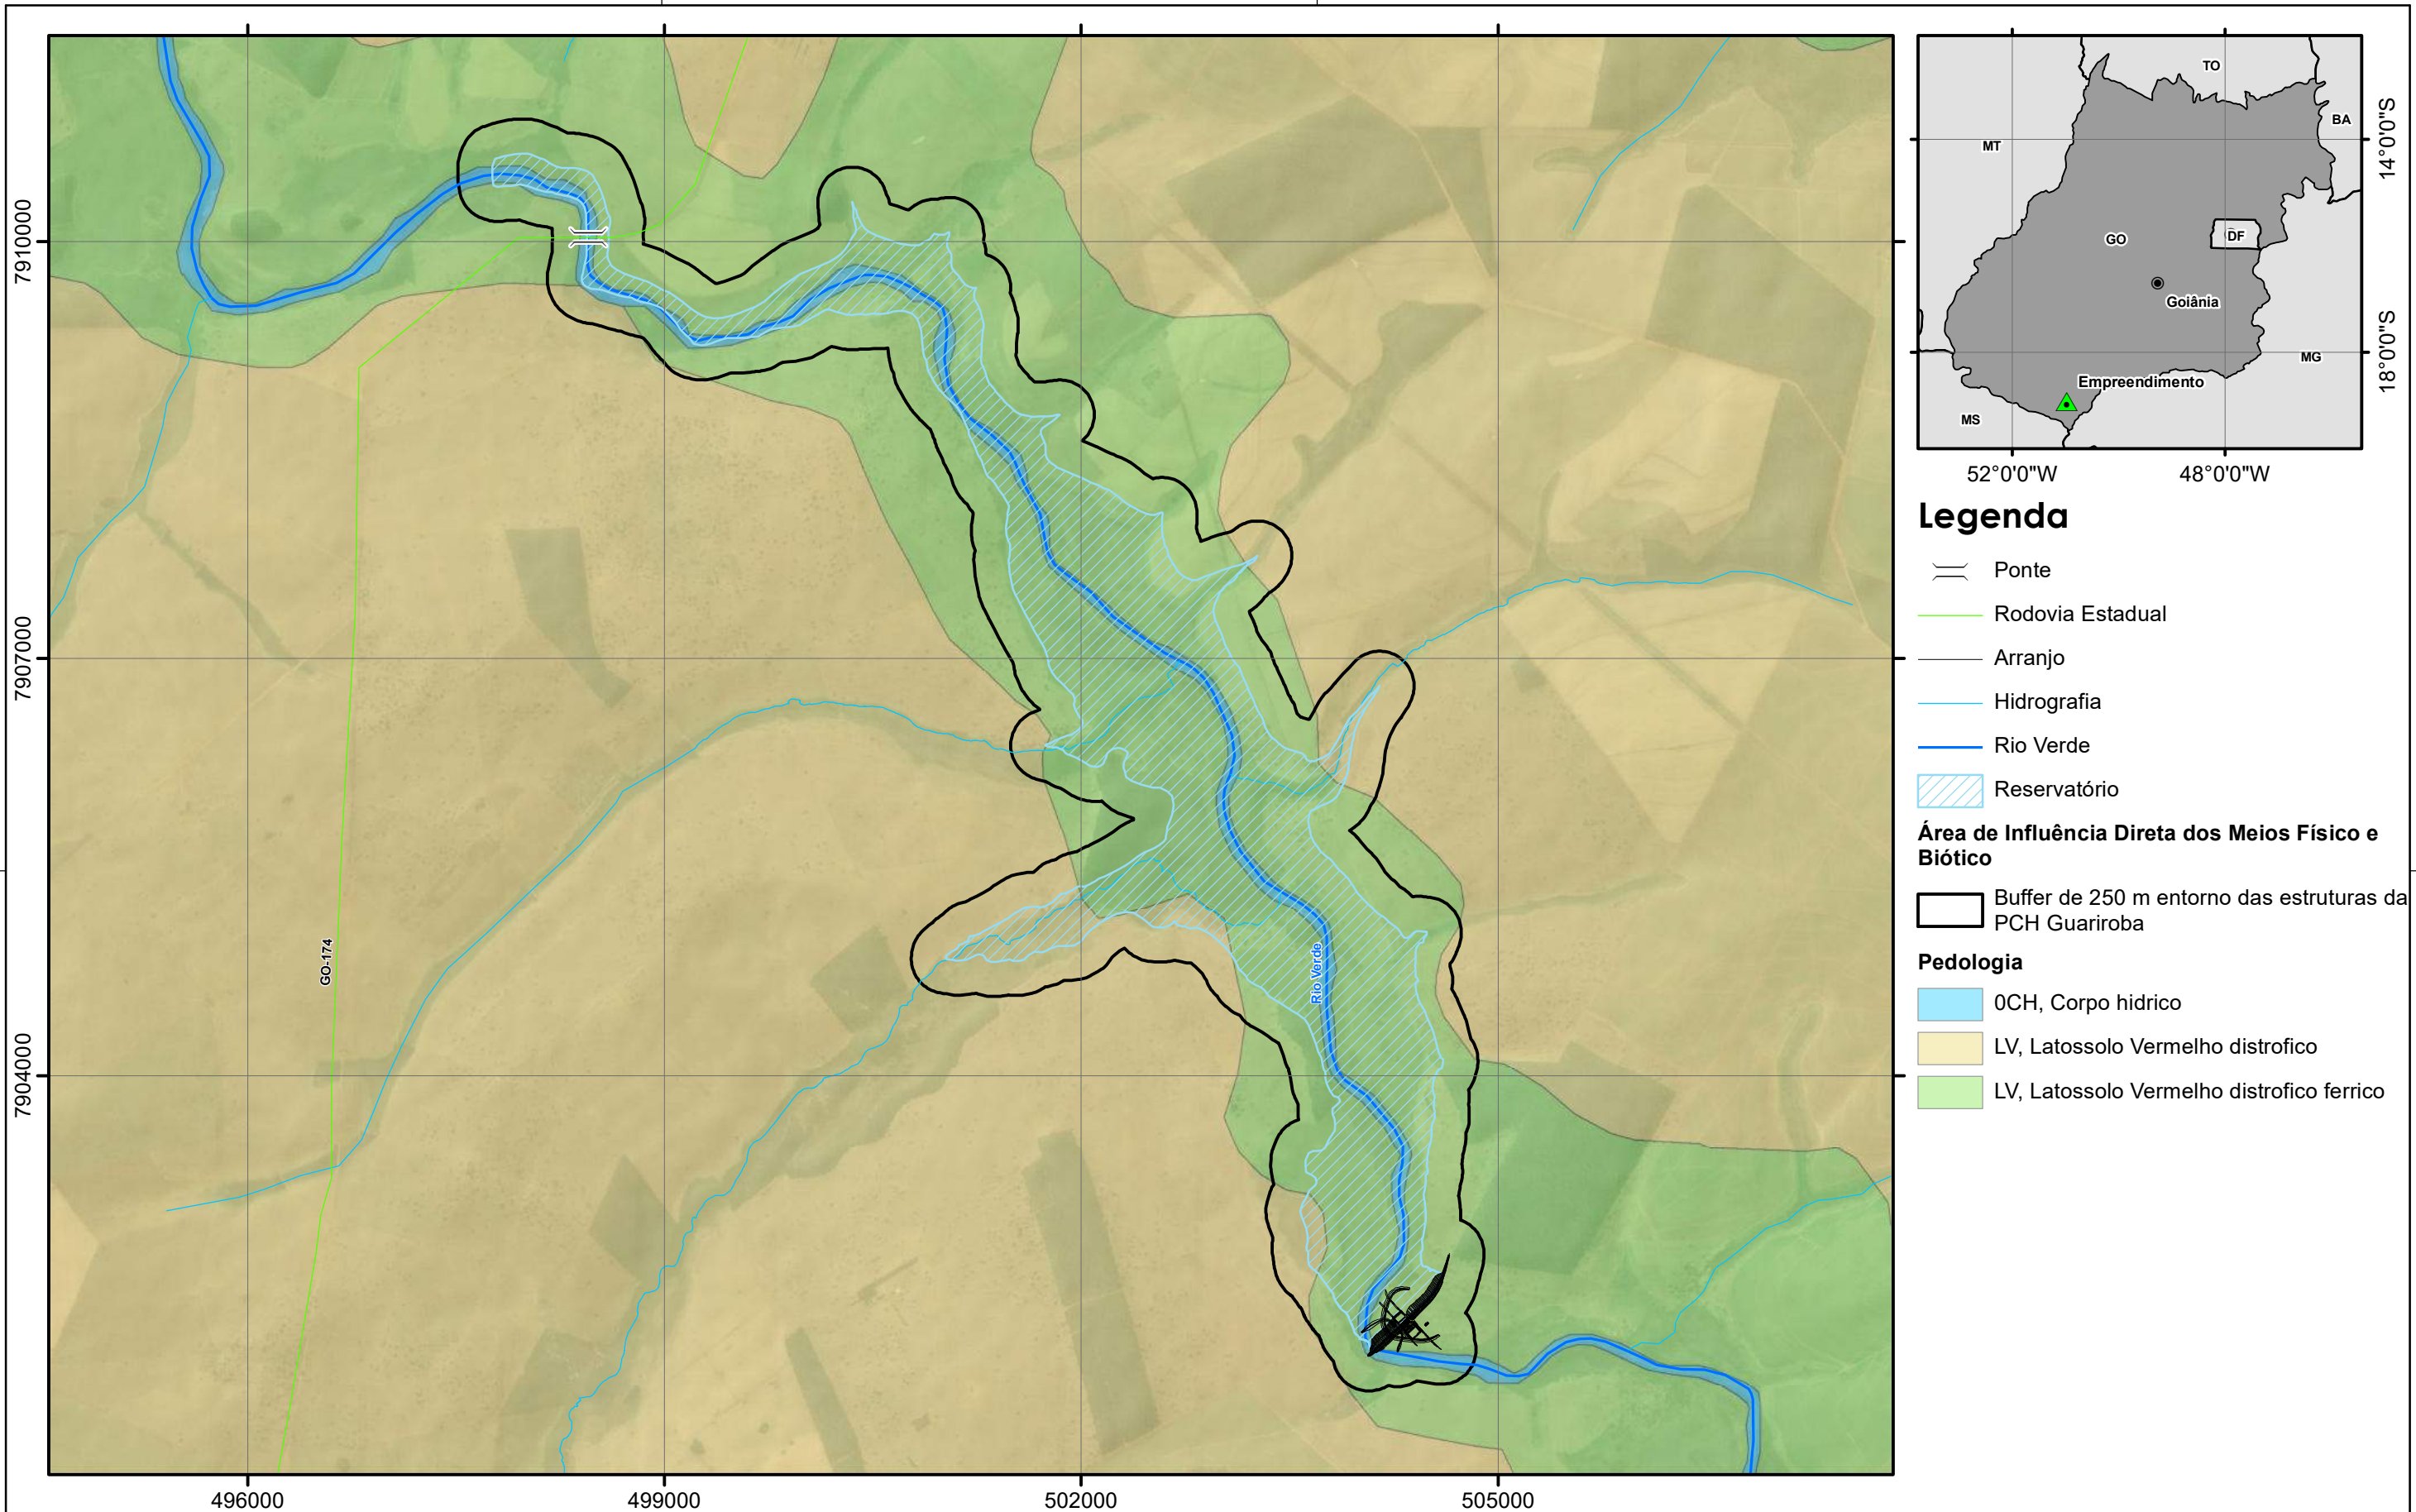 7910000
7907000
7904000
496000
499000
502000
505000
GO-174
Rio Verde
TO
BA
MT
GO
DF
Goiânia
MG
Empreendimento
MS
14°0'0"S
18°0'0"S
52°0'0"W
48°0'0"W
Legenda
Ponte
Rodovia Estadual
Arranjo
Hidrografia
Rio Verde
Reservatório
Área de Influência Direta dos Meios Físico e
Biótico
Buffer de 250 m entorno das estruturas da
PCH Guariroba
Pedologia
0CH, Corpo hidrico
LV, Latossolo Vermelho distrofico
LV, Latossolo Vermelho distrofico ferrico